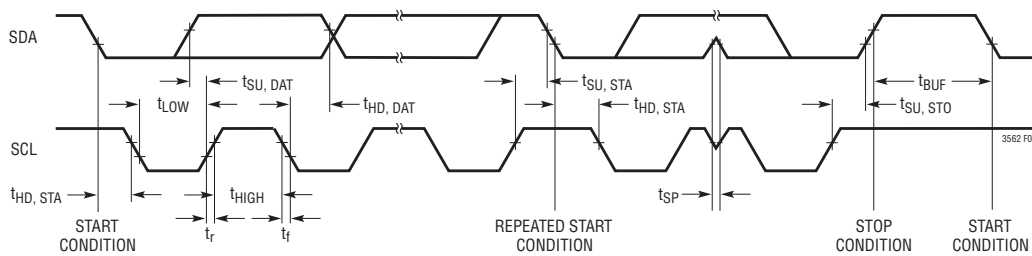 SDA
tSU, DAT
tSU, STA
tBUF
tLOW
tHD, DAT
tHD, STA
tSU, STO
SCL
3562 F0
tHD, STA
tHIGH
tSP
tr
tf
START
CONDITION
REPEATED START
CONDITION
STOP
CONDITION
START
CONDITION